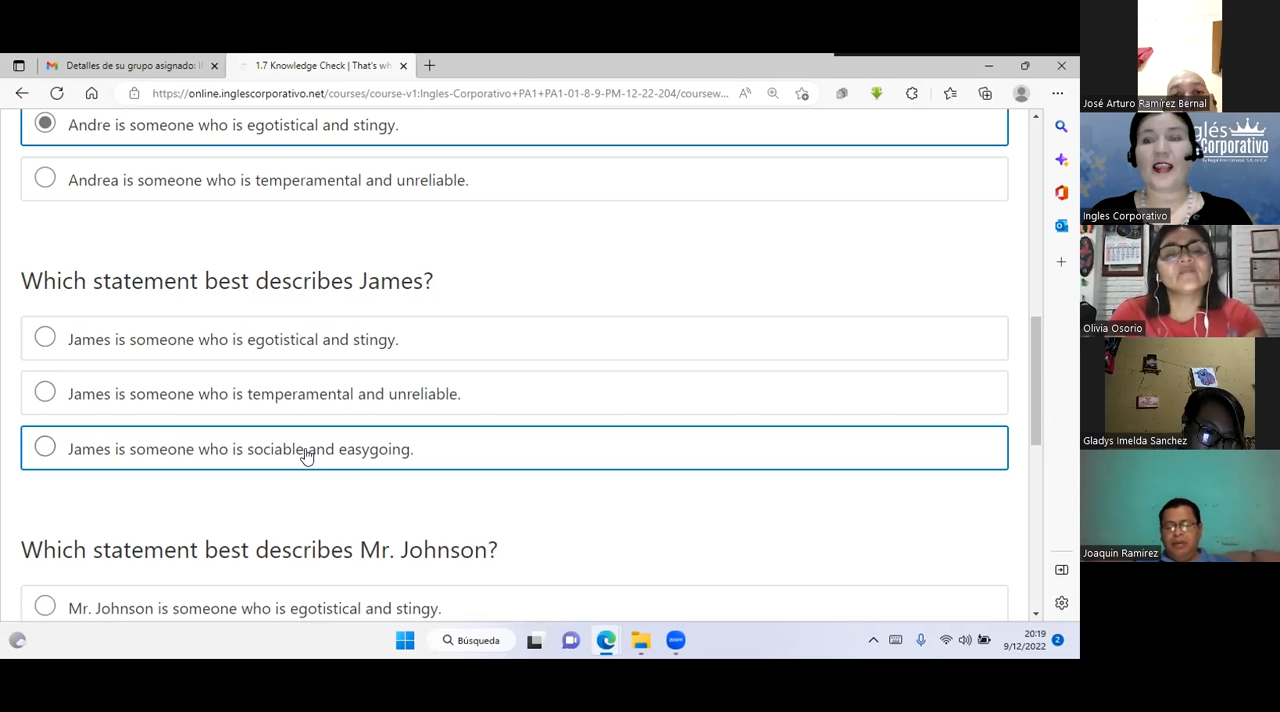 Detalles de su grupo asignado: I
1.7 Knowledge Check | That's wh
https://online.inglescorporativo.net/courses/course-v1:Ingles-Corporativo+PA1+PA1-01-8-9-PM-12-22-204/coursew...
Andre is someone who is egotistical and stingy.
Andrea is someone who is temperamental and unreliable.
Which statement best describes James?
James is someone who is egotistical and stingy.
James is someone who is temperamental and unreliable.
James is someone who is sociable and easygoing.
Which statement best describes Mr. Johnson?
Mr. Johnson is someone who is egotistical and stingy.
Búsqueda
zoom
20:19
9/12/2022
2
José Arturo Ramírez Bernal
glés
Corporativo
Ingles Corporativo
Olivia Osorio
Gladys Imelda Sanchez
Joaquin Ramirez